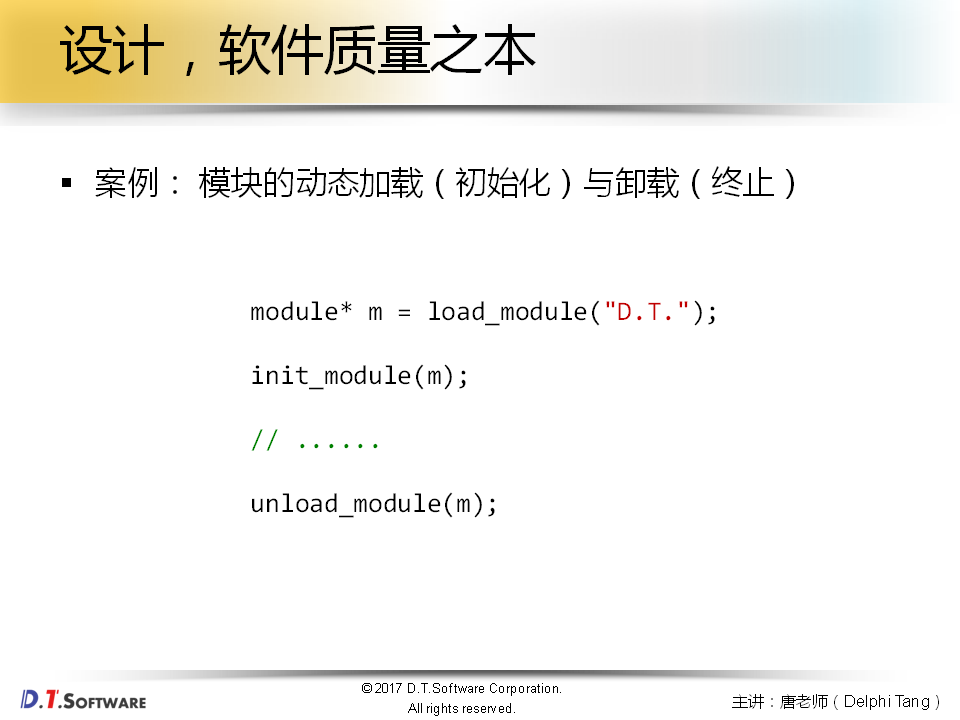 设计，软件质量之本
▪ 案例： 模块的动态加载（初始化）与卸载（终止）
module* m = load_module("D.T.");
init_module(m);
// ......
unload_module(m);
D.T.SOFTWARE
©2017 D.T.Software Corporation.
All rights reserved.
主讲：唐老师（Delphi Tang）